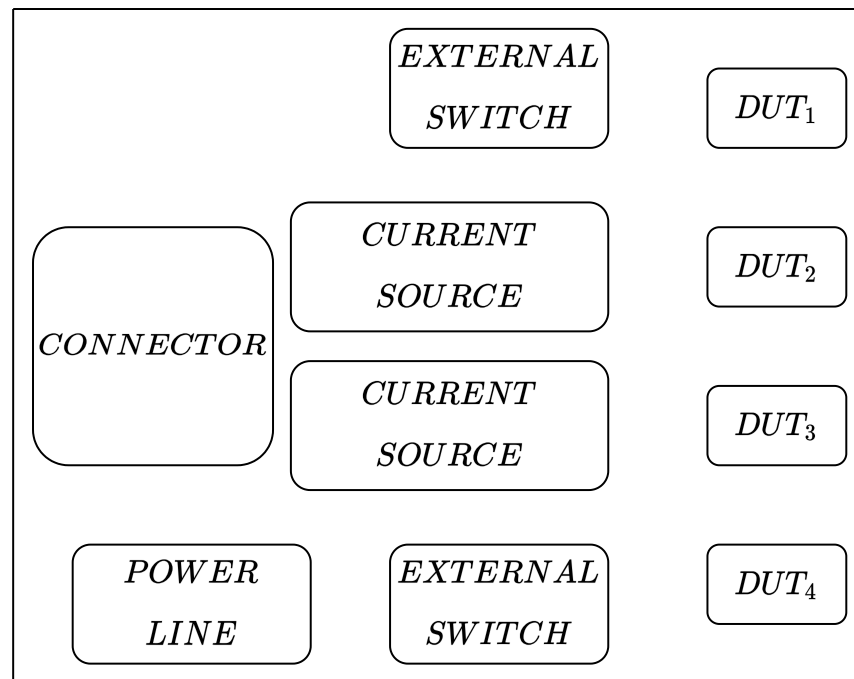 EXTERNAL
SWITCH
DUT₁
CURRENT
SOURCE
DUT₂
CONNECTOR
CURRENT
SOURCE
DUT₃
POWER
LINE
EXTERNAL
SWITCH
DUT₄